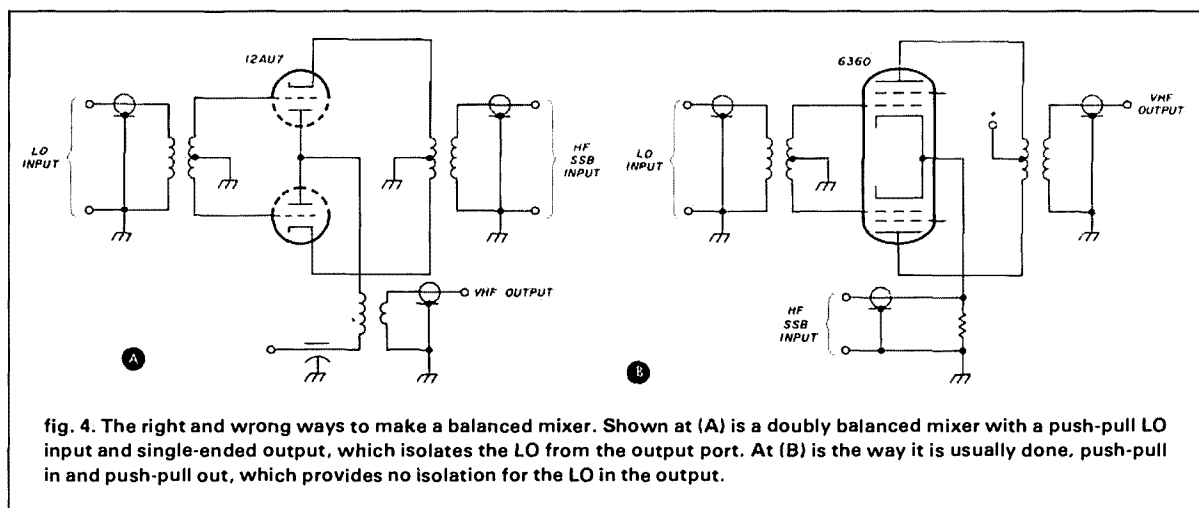 12AU7
LO
INPUT
HF
SSB
INPUT
VHF OUTPUT
A
6360
LO
INPUT
+
VHF
OUTPUT
HF
SSB
INPUT
B
fig. 4. The right and wrong ways to make a balanced mixer. Shown at (A) is a doubly balanced mixer with a push-pull LO
input and single-ended output, which isolates the LO from the output port. At (B) is the way it is usually done, push-pull
in and push-pull out, which provides no isolation for the LO in the output.